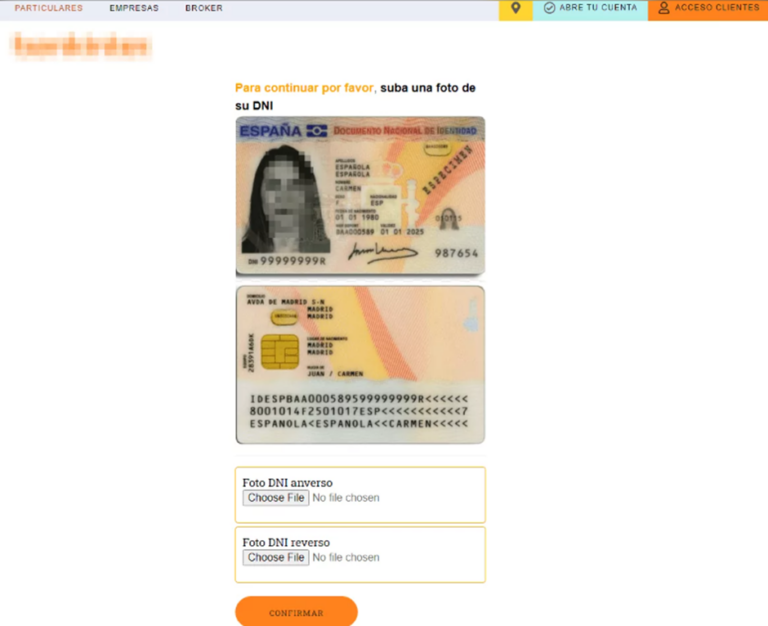 PARTICULARES EMPRESAS BROKER ABRE TU CUENTA ACCESO CLIENTES
Para continuar por favor, suba una foto de
su DNI
ESPAÑA DOCUMENTO NACIONAL DE IDENTIDAD
ESPECIMEN
APELLIDOS
ESPAÑOLA
ESPAÑOLA
NOMBRE
CARMEN
F ESP
01 01 1980
BAA000589 01 01 2025
DNI 99999999R
987654
AVDA DE MADRID S-N
MADRID
MADRID
MADRID
MADRID
JUAN / CARMEN
IDESPBAA000589599999999R<<<<<<
8001014F2501017ESP<<<<<<<<<<<7
ESPANOLA<ESPANOLA<<CARMEN<<<<<
Foto DNI anverso
Choose File No file chosen
Foto DNI reverso
Choose File No file chosen
CONFIRMAR